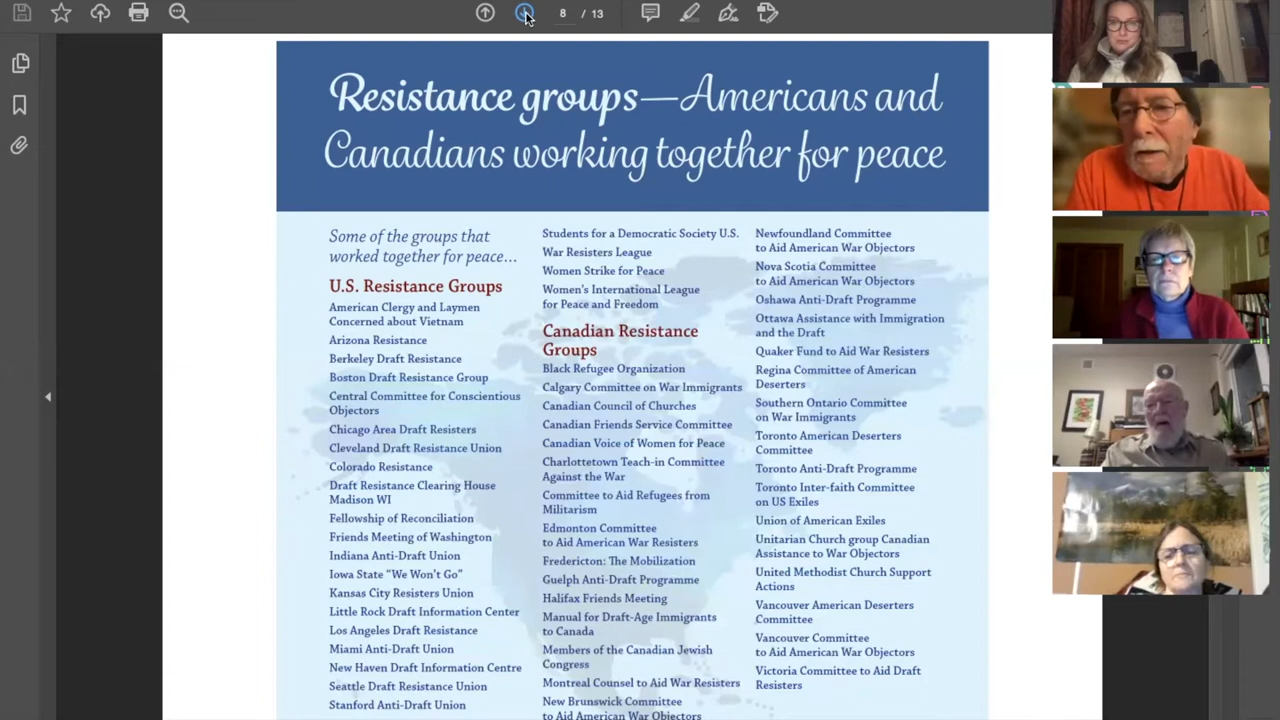 8 / 13
Resistance groups—Americans and
Canadians working together for peace
Some of the groups that
worked together for peace...
U.S. Resistance Groups
American Clergy and Laymen
Concerned about Vietnam
Arizona Resistance
Berkeley Draft Resistance
Boston Draft Resistance Group
Central Committee for Conscientious
Objectors
Chicago Area Draft Resisters
Cleveland Draft Resistance Union
Colorado Resistance
Draft Resistance Clearing House
Madison WI
Fellowship of Reconciliation
Friends Meeting of Washington
Indiana Anti-Draft Union
Iowa State “We Won’t Go”
Kansas City Resisters Union
Little Rock Draft Information Center
Los Angeles Draft Resistance
Miami Anti-Draft Union
New Haven Draft Information Centre
Seattle Draft Resistance Union
Stanford Anti-Draft Union
Students for a Democratic Society U.S.
War Resisters League
Women Strike for Peace
Women’s International League
for Peace and Freedom
Canadian Resistance
Groups
Black Refugee Organization
Calgary Committee on War Immigrants
Canadian Council of Churches
Canadian Friends Service Committee
Canadian Voice of Women for Peace
Charlottetown Teach-in Committee
Against the War
Committee to Aid Refugees from
Militarism
Edmonton Committee
to Aid American War Resisters
Fredericton: The Mobilization
Guelph Anti-Draft Programme
Halifax Friends Meeting
Manual for Draft-Age Immigrants
to Canada
Members of the Canadian Jewish
Congress
Montreal Counsel to Aid War Resisters
New Brunswick Committee
to Aid American War Objectors
Newfoundland Committee
to Aid American War Objectors
Nova Scotia Committee
to Aid American War Objectors
Oshawa Anti-Draft Programme
Ottawa Assistance with Immigration
and the Draft
Quaker Fund to Aid War Resisters
Regina Committee of American
Deserters
Southern Ontario Committee
on War Immigrants
Toronto American Deserters
Committee
Toronto Anti-Draft Programme
Toronto Inter-faith Committee
on US Exiles
Union of American Exiles
Unitarian Church group Canadian
Assistance to War Objectors
United Methodist Church Support
Actions
Vancouver American Deserters
Committee
Vancouver Committee
to Aid American War Objectors
Victoria Committee to Aid Draft
Resisters